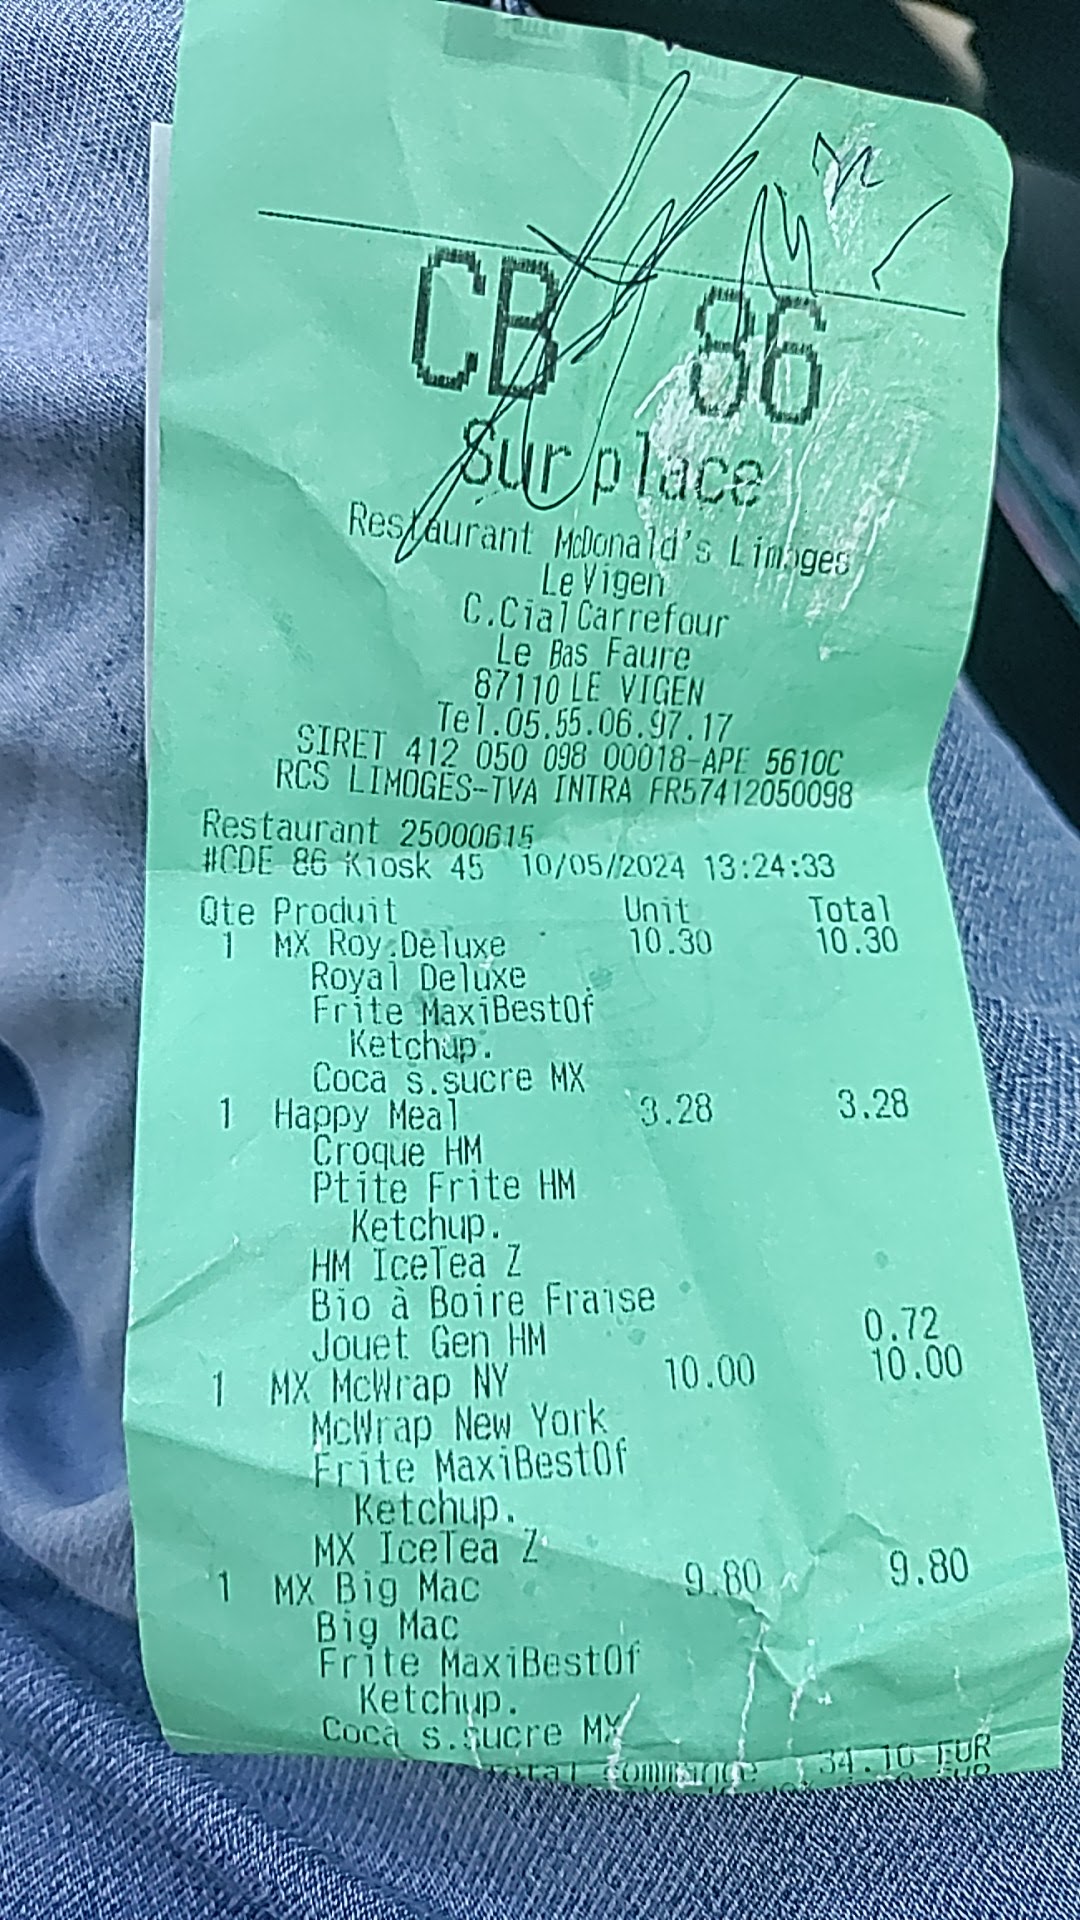 CB 86
Sur place
Restaurant McDonald's Limoges
Le Vigen
C.Cial Carrefour
Le Bas Faure
87110 LE VIGEN
Tel.05.55.06.97.17
SIRET 412 050 098 00018-APE 5610C
RCS LIMOGES-TVA INTRA FR57412050098
Restaurant 25000615
#CDE 86 Kiosk 45 10/05/2024 13:24:33
Qte Produit Unit Total
1 MX Roy.Deluxe 10.30 10.30
Royal Deluxe
Frite MaxiBestOf
Ketchup.
Coca s.sucre MX
1 Happy Meal 3.28 3.28
Croque HM
Ptite Frite HM
Ketchup.
HM IceTea Z
Bio à Boire Fraise
Jouet Gen HM 0.72
1 MX McWrap NY 10.00 10.00
McWrap New York
Frite MaxiBestOf
Ketchup.
MX IceTea Z
1 MX Big Mac 9.80 9.80
Big Mac
Frite MaxiBestOf
Ketchup.
Coca s.sucre MX
34.10 EUR